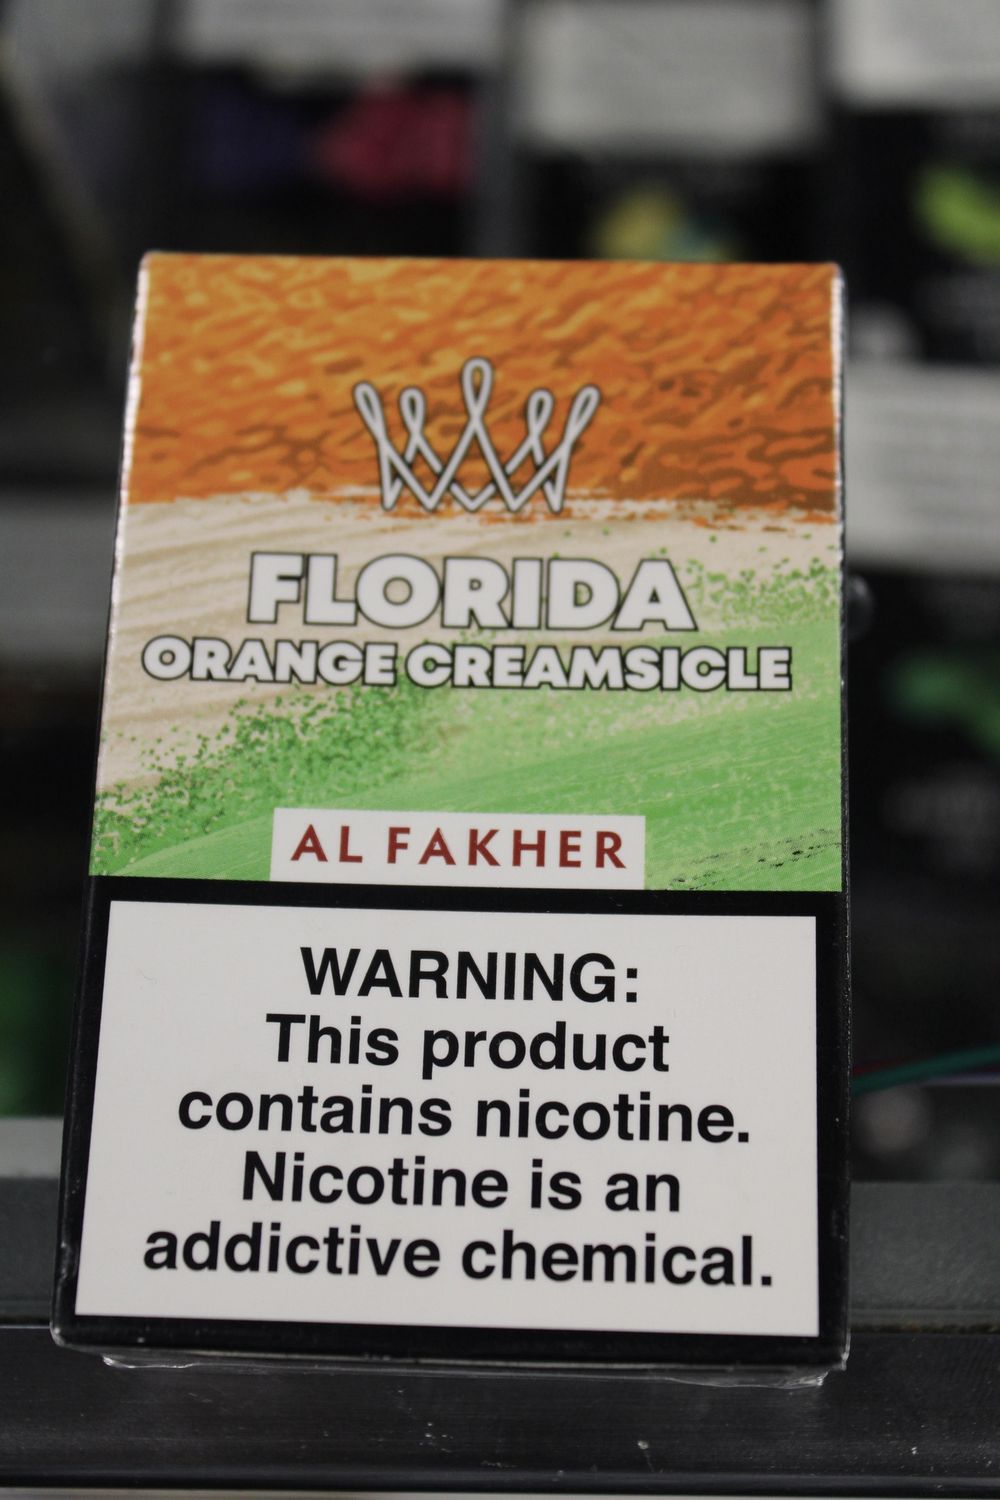 FLORIDA
ORANGE CREAMSICLE
AL FAKHER
WARNING:
This product
contains nicotine.
Nicotine is an
addictive chemical.